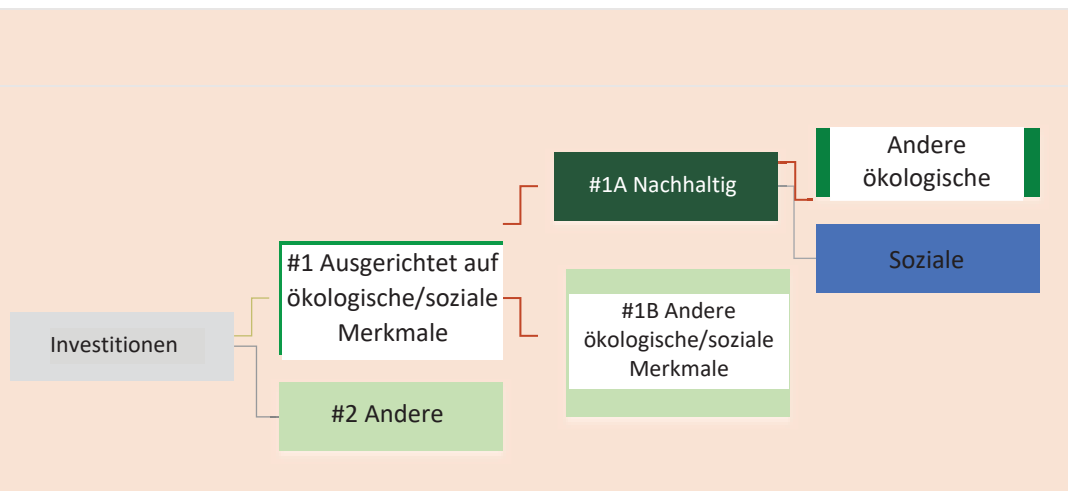 Investitionen
#1 Ausgerichtet auf
ökologische/soziale
Merkmale
#2 Andere
#1A Nachhaltig
#1B Andere
ökologische/soziale
Merkmale
Andere
ökologische
Soziale